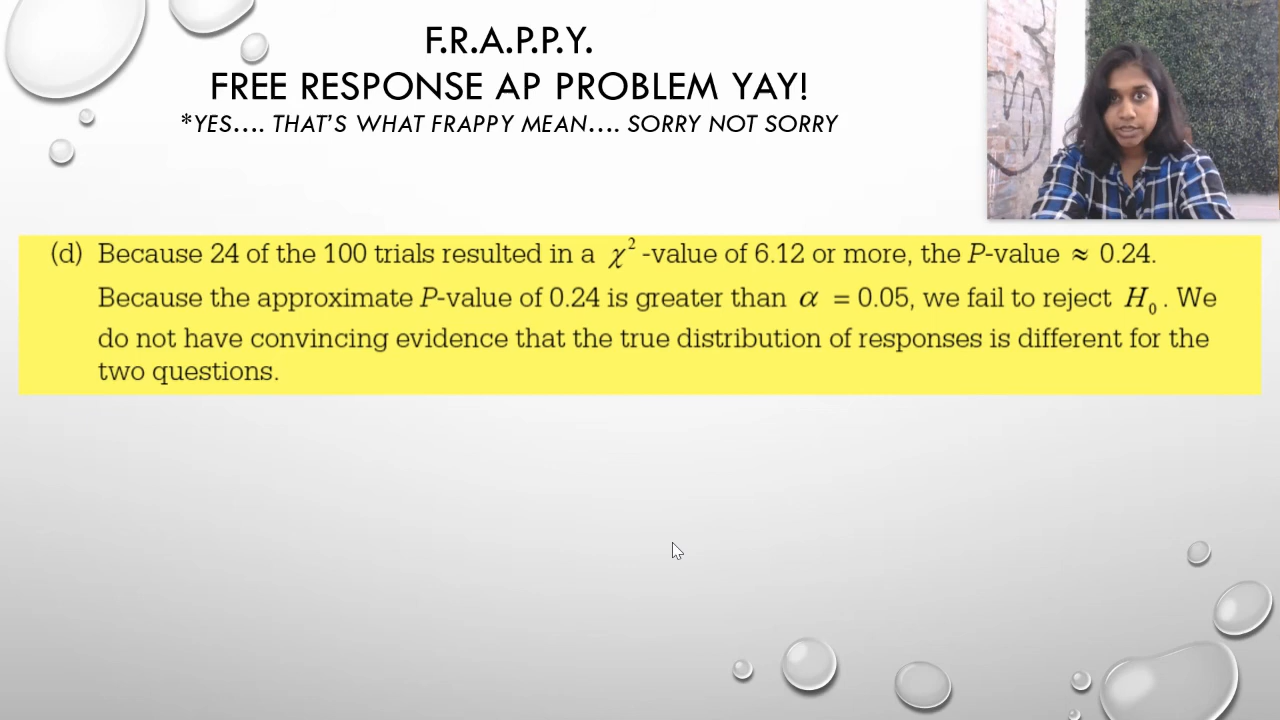 F.R.A.P.P.Y.
FREE RESPONSE AP PROBLEM YAY!
*YES.... THAT'S WHAT FRAPPY MEAN.... SORRY NOT SORRY
(d) Because 24 of the 100 trials resulted in a χ²-value of 6.12 or more, the P-value ≈ 0.24.
Because the approximate P-value of 0.24 is greater than α = 0.05, we fail to reject H₀. We
do not have convincing evidence that the true distribution of responses is different for the
two questions.